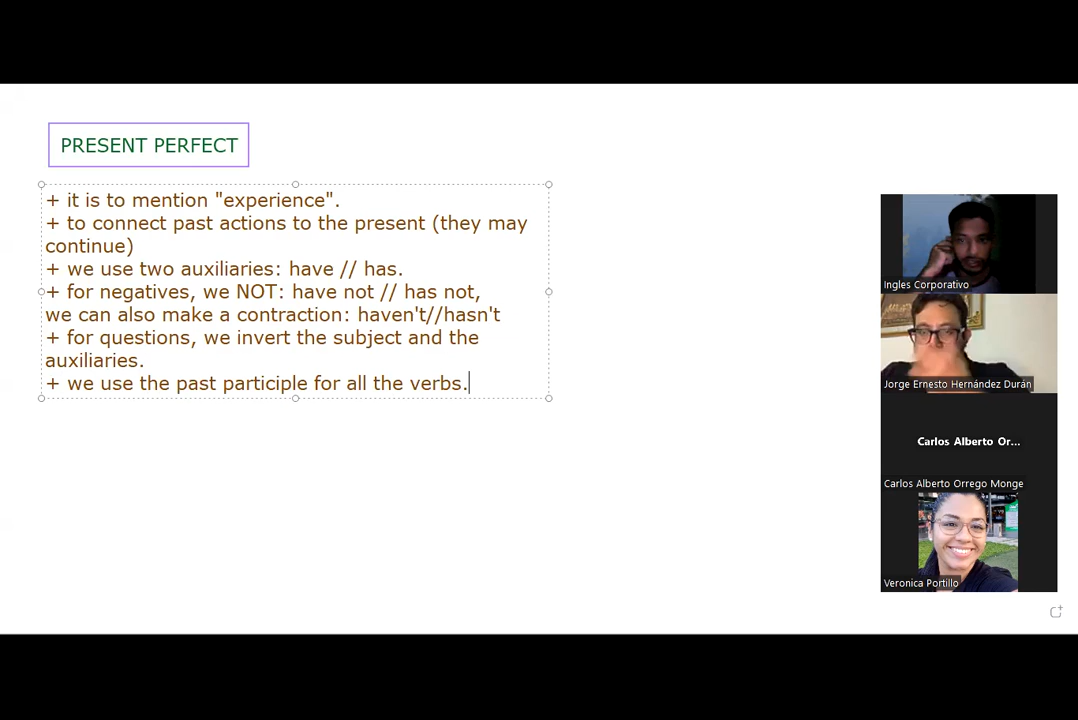 PRESENT PERFECT
+ it is to mention "experience".
+ to connect past actions to the present (they may
continue)
+ we use two auxiliaries: have // has.
+ for negatives, we NOT: have not // has not,
we can also make a contraction: haven't//hasn't
+ for questions, we invert the subject and the
auxiliaries.
+ we use the past participle for all the verbs.
Ingles Corporativo
Jorge Ernesto Hernández Durán
Carlos Alberto Or...
Carlos Alberto Orrego Monge
Veronica Portillo